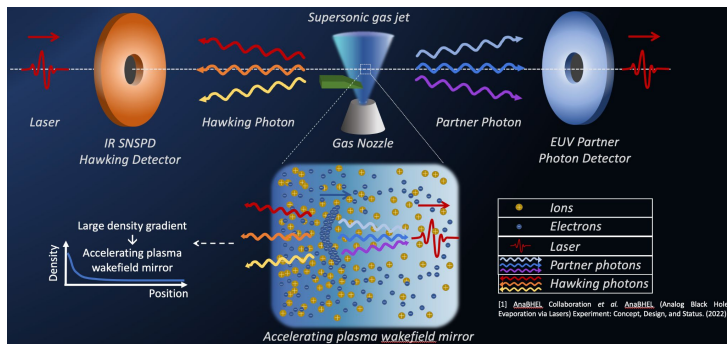 Supersonic gas jet
Laser
IR SNSPD
Hawking Detector
Hawking Photon
Gas Nozzle
Partner Photon
EUV Partner
Photon Detector
Large density gradient
Accelerating plasma
wakefield mirror
Density
Position
Accelerating plasma wakefield mirror
Ions
Electrons
Laser
Partner photons
Hawking photons
[1] AnaBHEL Collaboration et al. AnaBHEL (Analog Black Hole
Evaporation via Lasers) Experiment: Concept, Design, and Status. (2022)